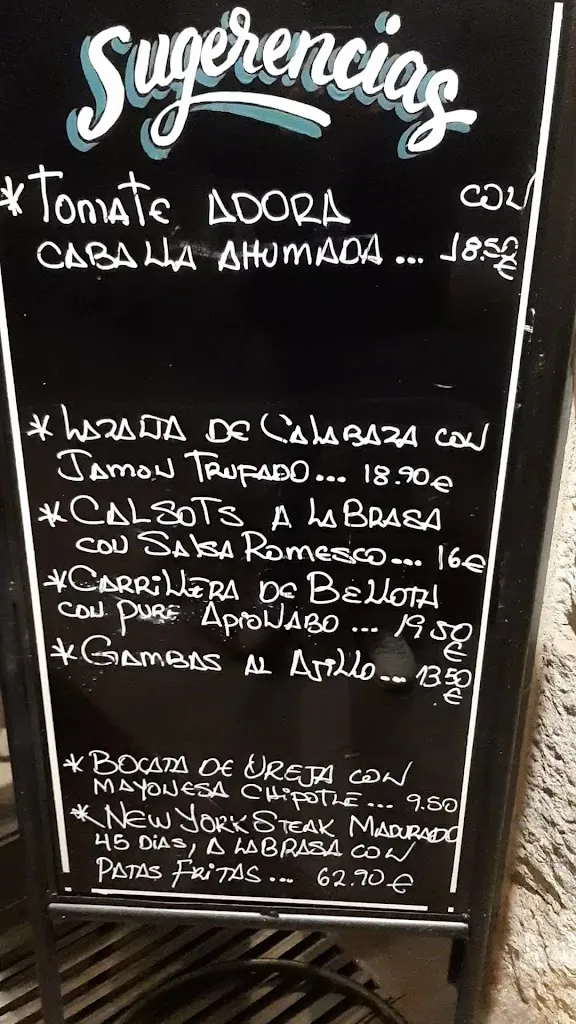 Sugerencias
* TOMATE ADORA CON
CABALLA AHUMADA ... 18.50
€
* LAZAÑA DE CALABAZA CON
JAMON TRUFADO ... 18.90€
* CALSOTS A LA BRASA
CON SALSA ROMESCO ... 16€
* CARRILLERA DE BELLOTA
CON PURE APIONABO ... 19 50
€
* GAMBAS AL AJILLO ... 13.50
€
* BOCATA DE OREJA CON
MAYONESA CHIPOTLE ... 9.50
* NEW YORK STEAK MADURADO
45 DIAS, A LA BRASA CON
PATAS FRITAS ... 62.90 €